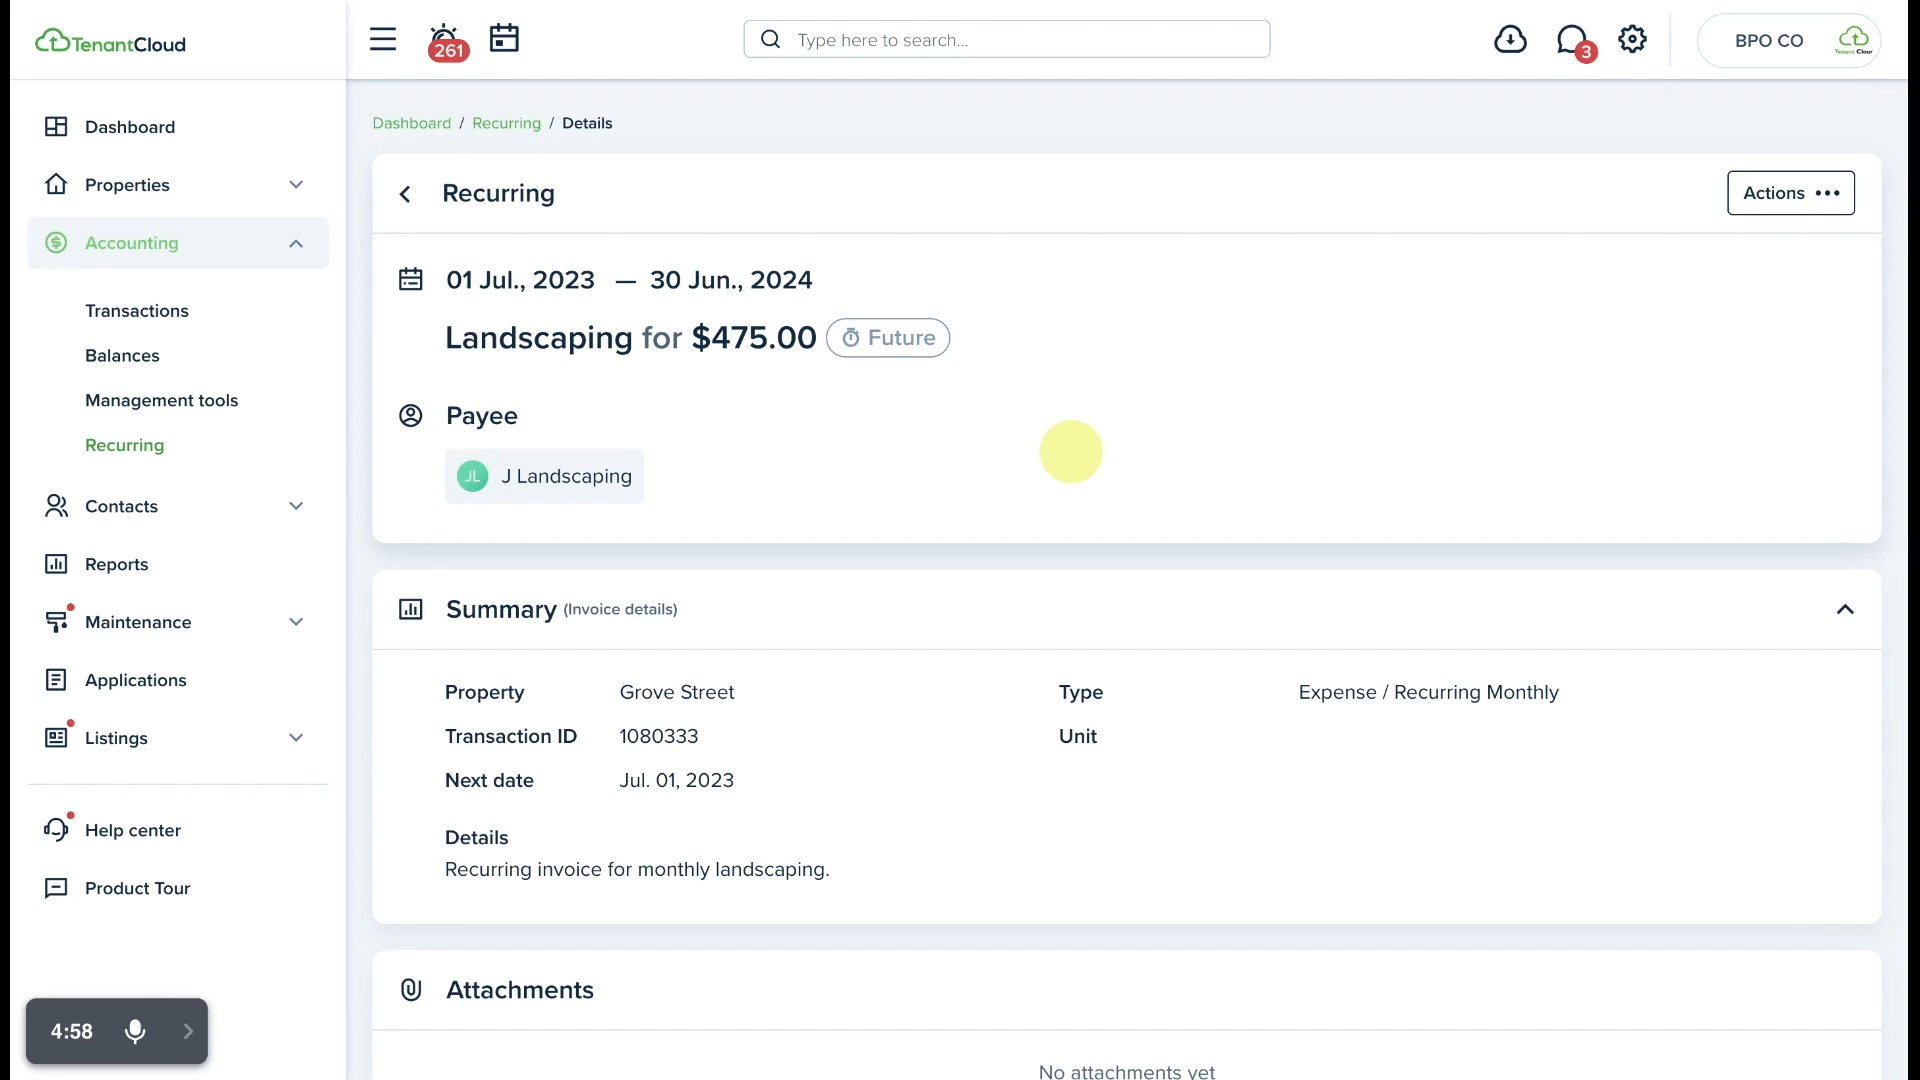 TenantCloud
261
Type here to search...
3
BPO CO
Dashboard
Properties
Accounting
Transactions
Balances
Management tools
Recurring
Contacts
Reports
Maintenance
Applications
Listings
Help center
Product Tour
4:58
Dashboard / Recurring / Details
Recurring
Actions
01 Jul., 2023 — 30 Jun., 2024
Landscaping for $475.00 Future
Payee
JL J Landscaping
Summary (Invoice details)
Property Grove Street Type Expense / Recurring Monthly
Transaction ID 1080333 Unit
Next date Jul. 01, 2023
Details
Recurring invoice for monthly landscaping.
Attachments
No attachments yet